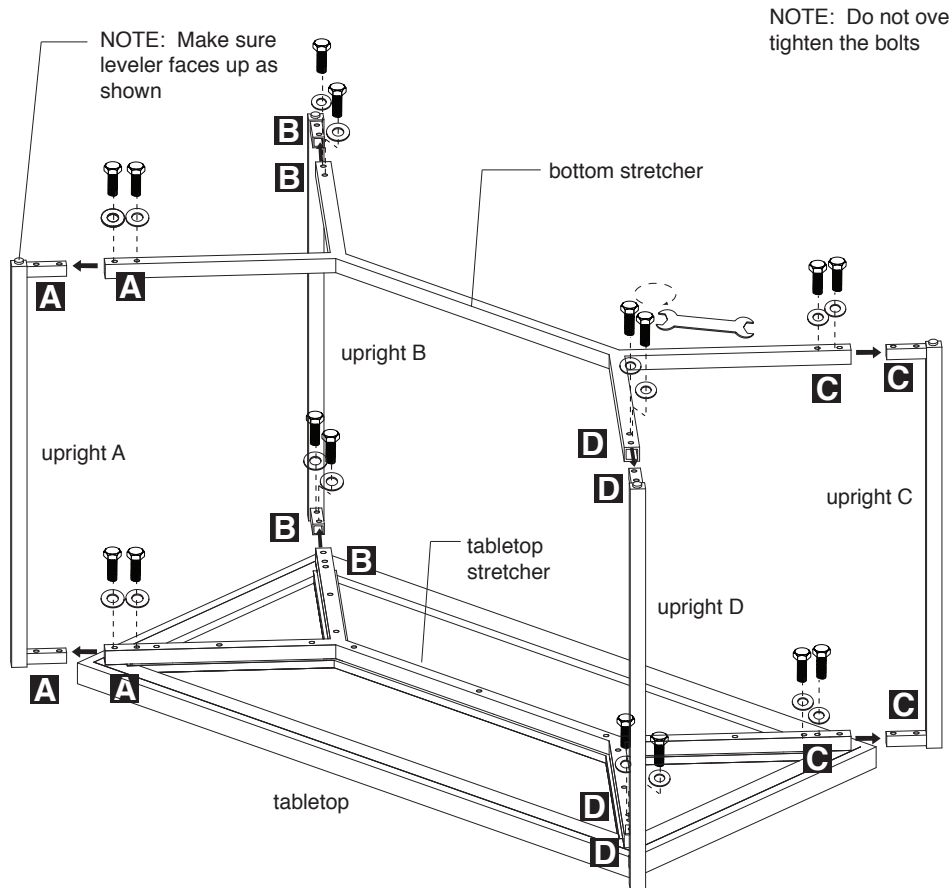 NOTE: Make sure
leveler faces up as
shown
NOTE: Do not ove
tighten the bolts
B
B
bottom stretcher
A
A
upright B
C
C
upright A
D
D
upright C
B
B
tabletop
stretcher
upright D
A
A
C
C
tabletop
D
D